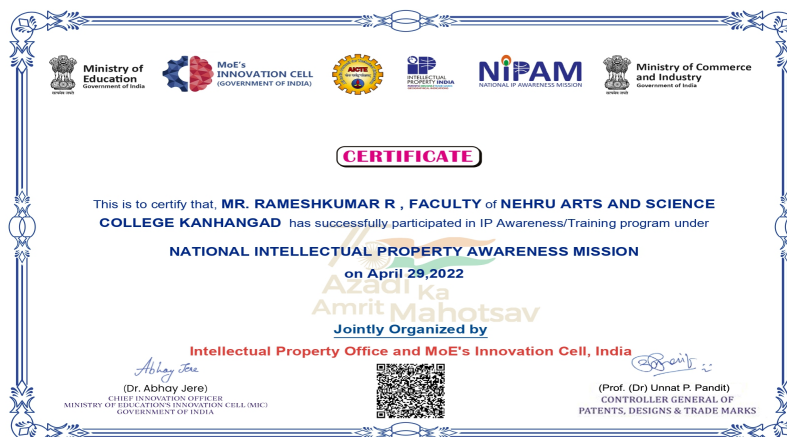 Ministry of
Education
Government of India
MoE's
INNOVATION CELL
(GOVERNMENT OF INDIA)
AICTE
INTELLECTUAL
PROPERTY INDIA
NiPAM
NATIONAL IP AWARENESS MISSION
Ministry of Commerce
and Industry
Government of India
CERTIFICATE
This is to certify that, MR. RAMESHKUMAR R , FACULTY of NEHRU ARTS AND SCIENCE
COLLEGE KANHANGAD has successfully participated in IP Awareness/Training program under
NATIONAL INTELLECTUAL PROPERTY AWARENESS MISSION
on April 29,2022
Azadi Ka
Amrit Mahotsav
Jointly Organized by
Intellectual Property Office and MoE's Innovation Cell, India
Abhay Jere
(Dr. Abhay Jere)
CHIEF INNOVATION OFFICER
MINISTRY OF EDUCATION'S INNOVATION CELL (MIC)
GOVERNMENT OF INDIA
(Prof. (Dr) Unnat P. Pandit)
CONTROLLER GENERAL OF
PATENTS, DESIGNS & TRADE MARKS